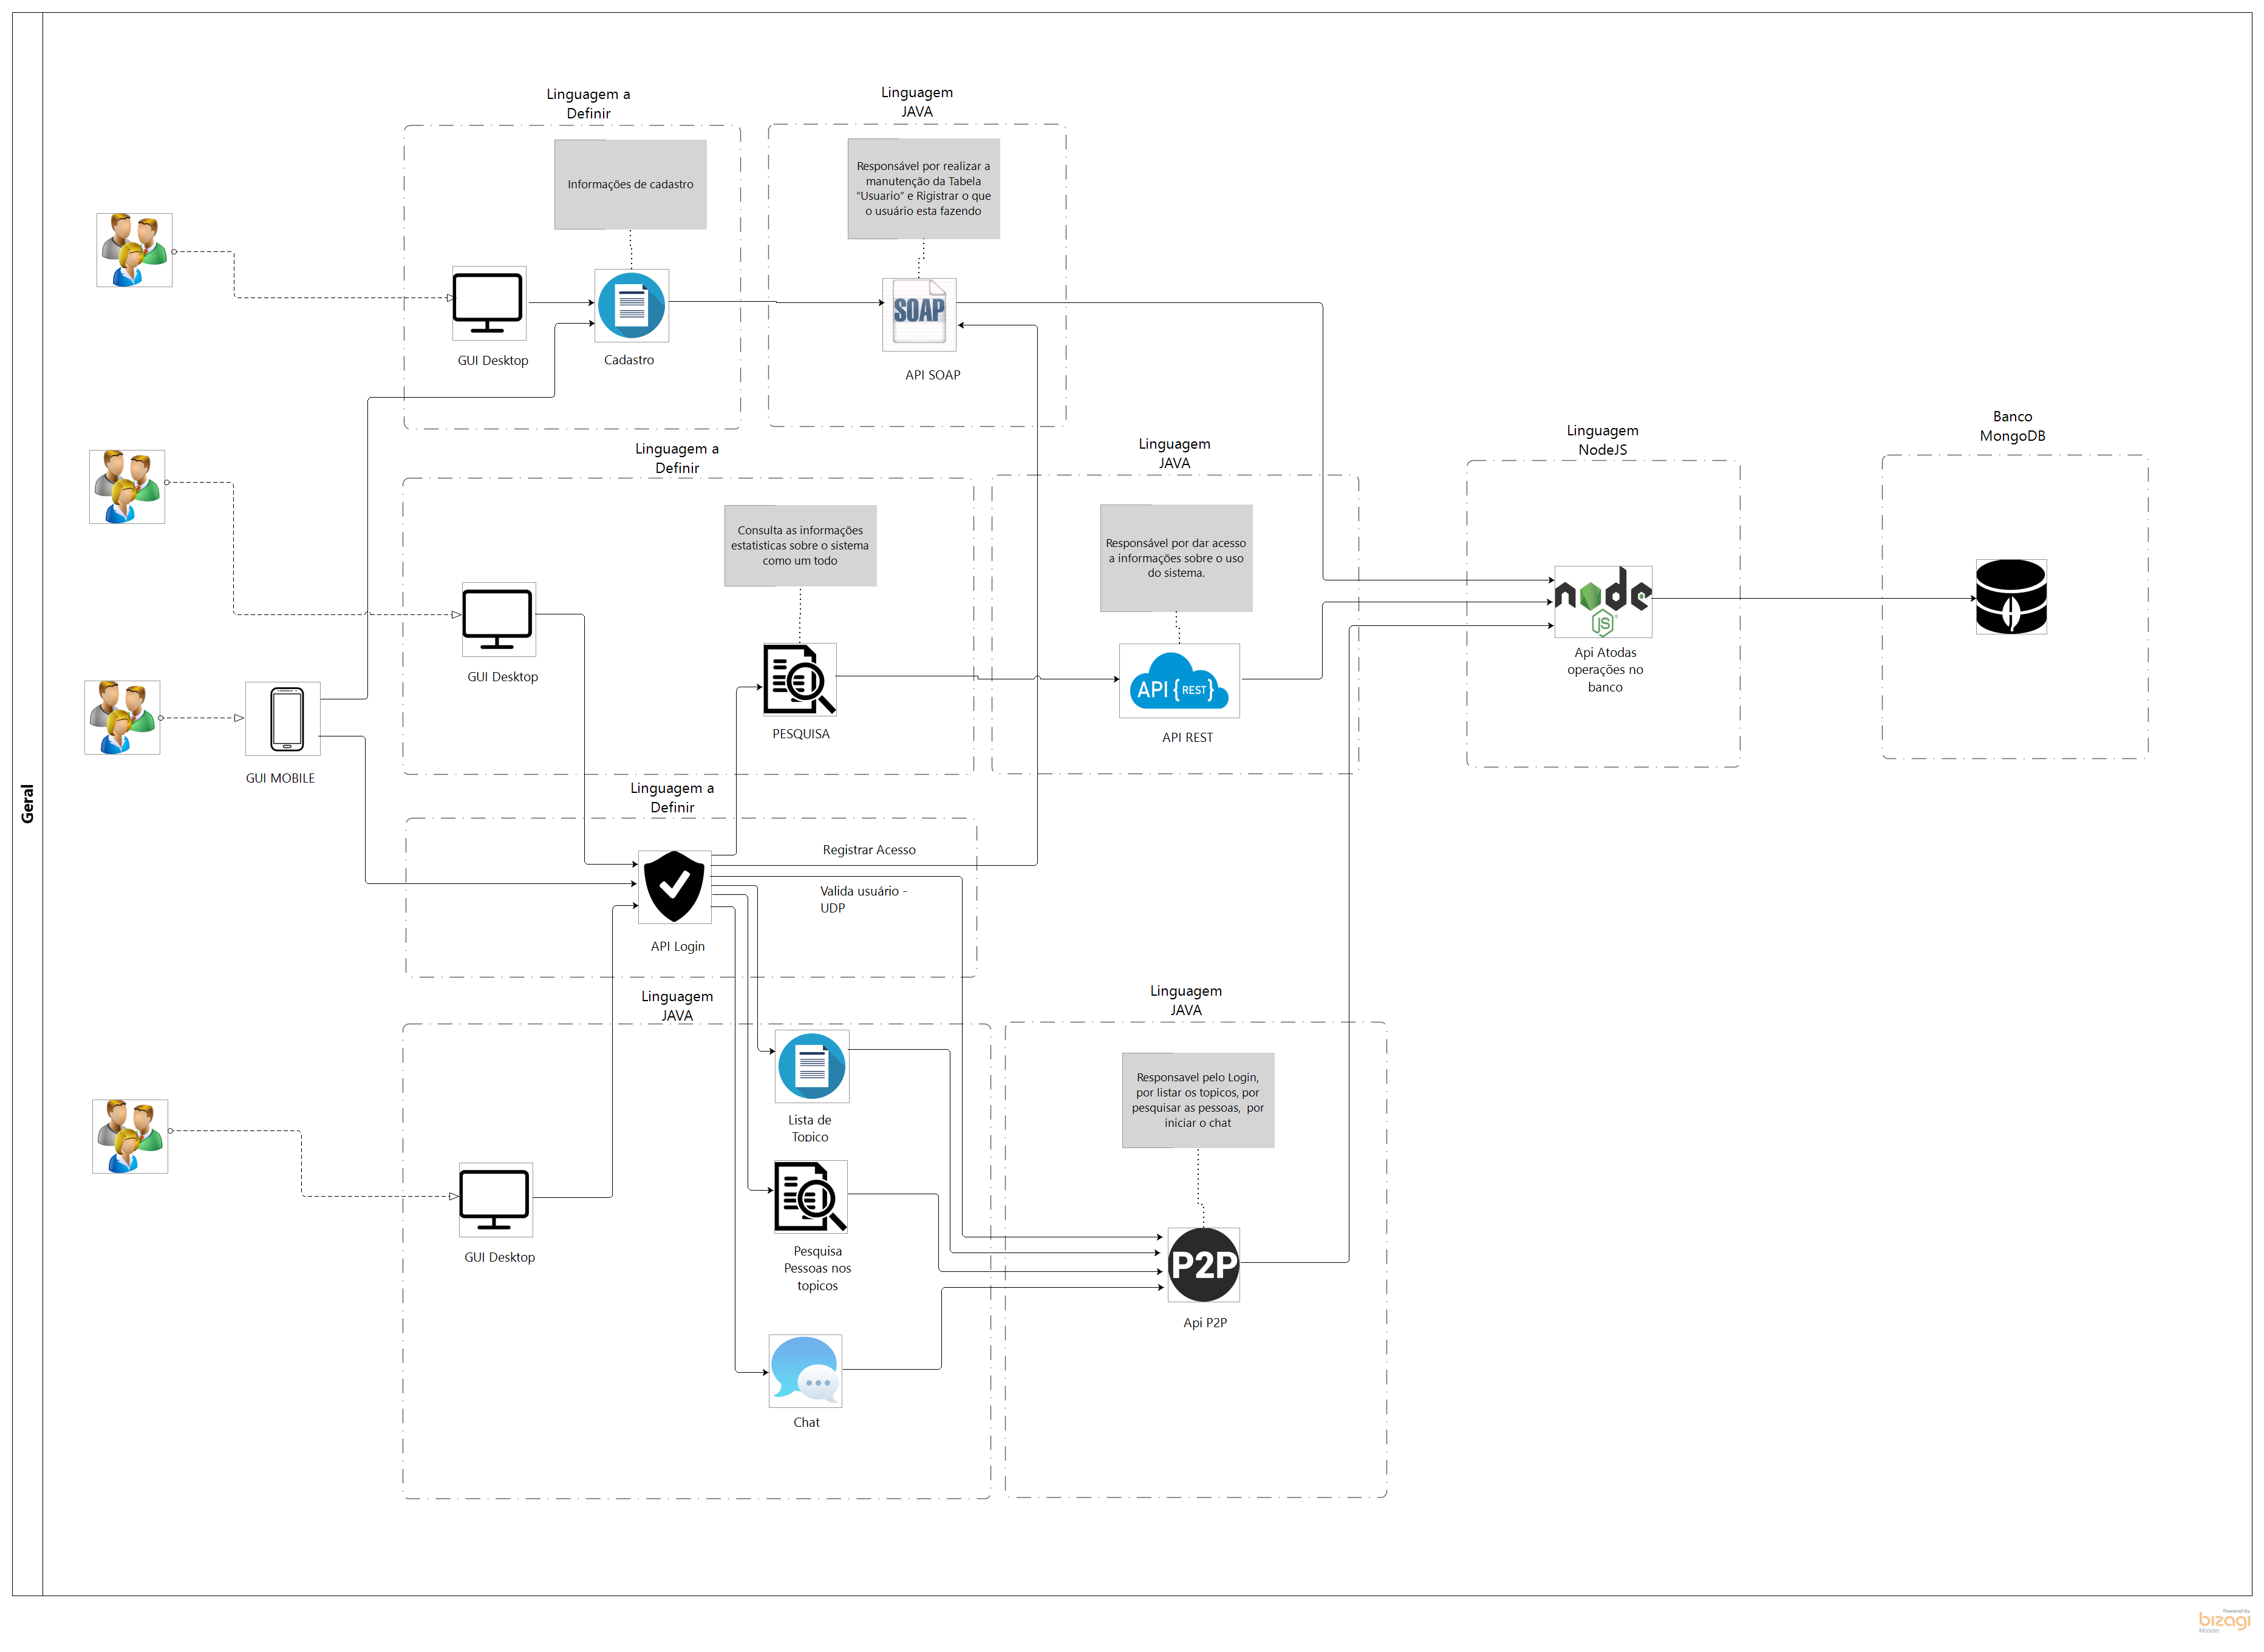 Geral
Linguagem a
Definir
Informações de cadastro
GUI Desktop
Cadastro
Linguagem
JAVA
Responsável por realizar a
manutenção da Tabela
“Usuario” e Rigistrar o que
o usuário esta fazendo
SOAP
API SOAP
Linguagem a
Definir
Consulta as informações
estatisticas sobre o sistema
como um todo
GUI Desktop
PESQUISA
Linguagem
JAVA
Responsável por dar acesso
a informações sobre o uso
do sistema.
API {REST}
API REST
Linguagem
NodeJS
node
JS
Api Atodas
operações no
banco
Banco
MongoDB
GUI MOBILE
Linguagem a
Definir
Registrar Acesso
Valida usuário -
UDP
API Login
Linguagem
JAVA
GUI Desktop
Lista de
Topico
Pesquisa
Pessoas nos
topicos
Chat
Linguagem
JAVA
Responsavel pelo Login,
por listar os topicos, por
pesquisar as pessoas, por
iniciar o chat
P2P
Api P2P
Powered by
bizagi
Modeler